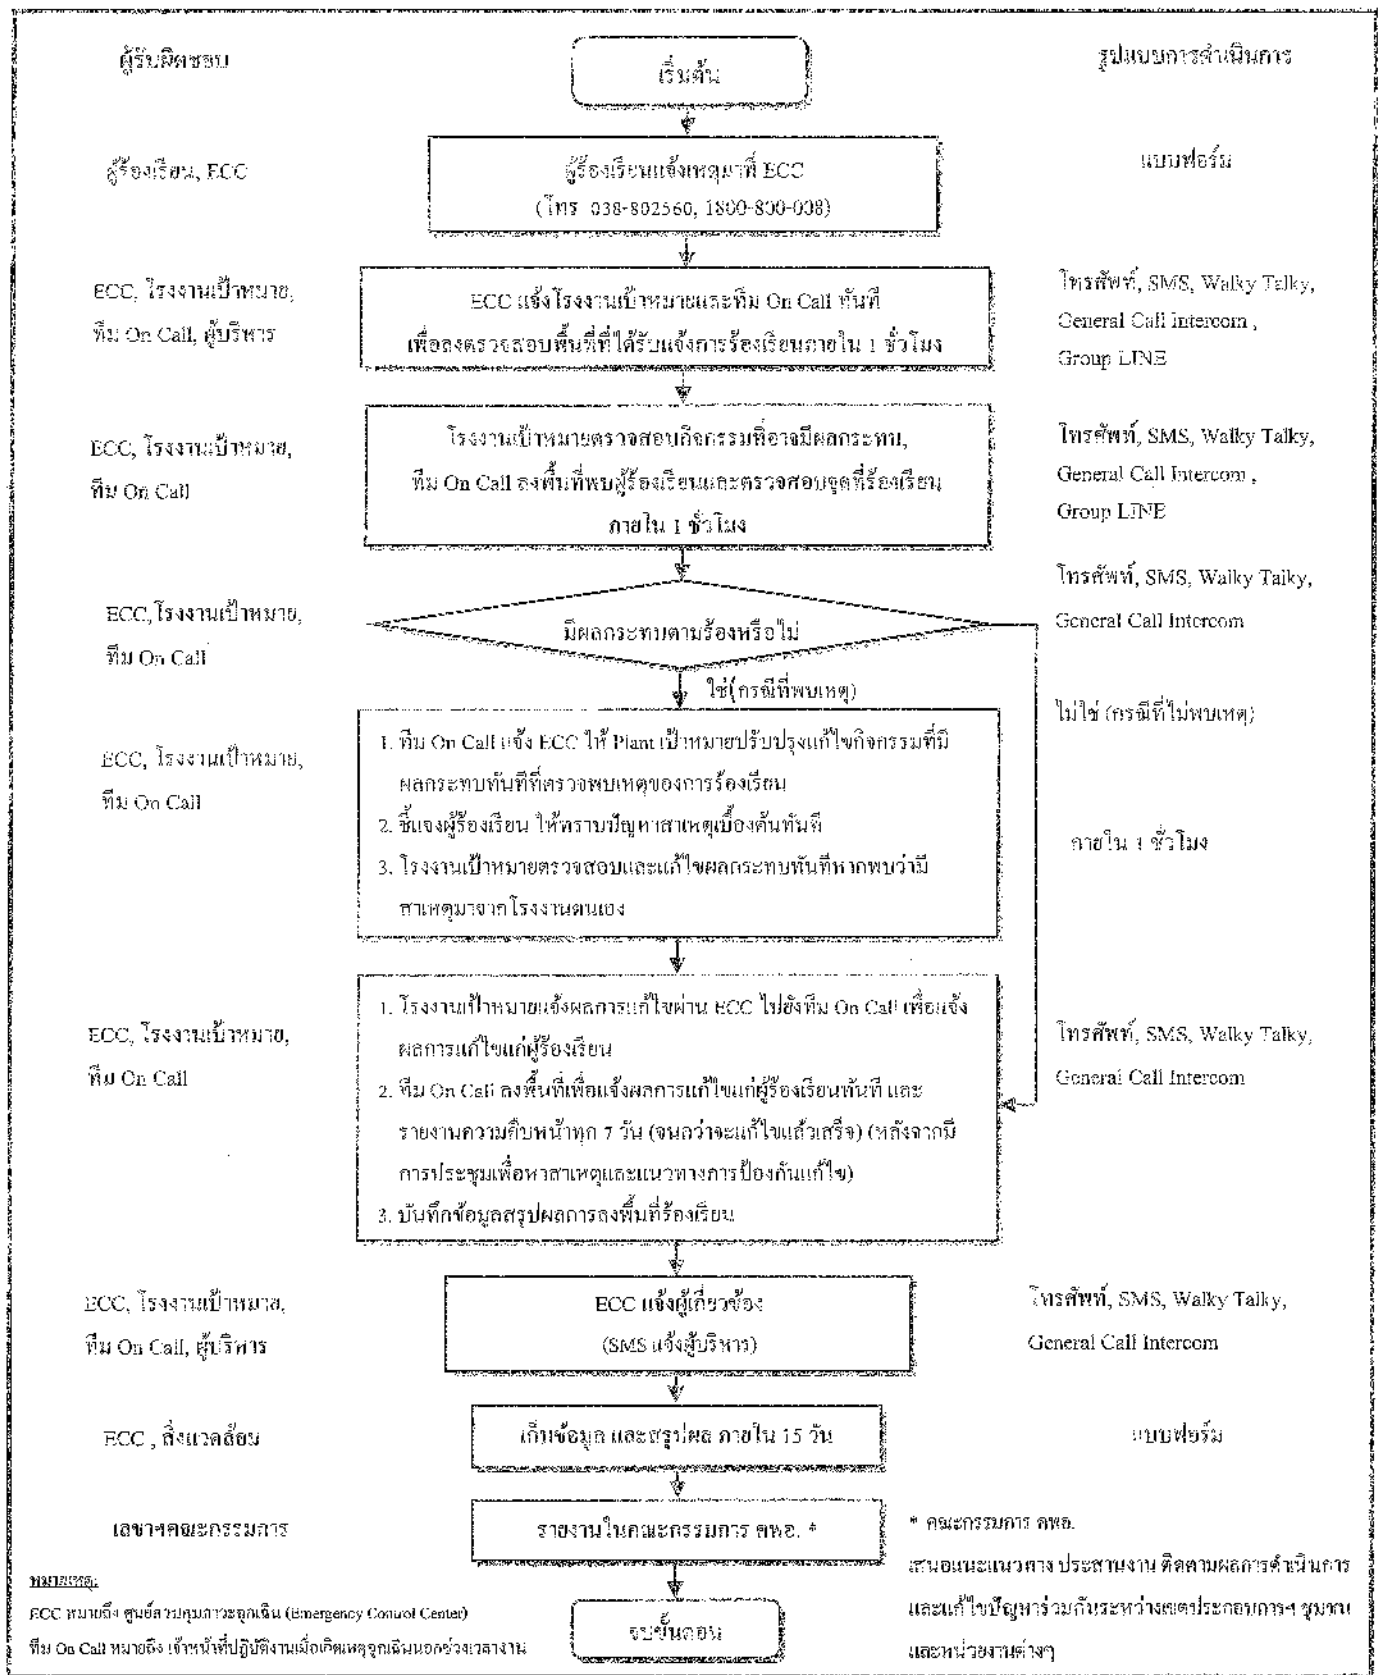 ผู้รับผิดชอบ
เริ่มต้น
รูปแบบการดำเนินการ
ผู้ร้องเรียน, ECC
ผู้ร้องเรียนแจ้งเหตุมาที่ ECC
(โทร 038-802560, 1800-800-008)
แบบฟอร์ม
ECC, โรงงานเป้าหมาย,
ทีม On Call, ผู้บริหาร
ECC แจ้งโรงงานเป้าหมายและทีม On Call ทันที
เพื่อลงตรวจสอบพื้นที่ที่ได้รับแจ้งการร้องเรียนภายใน 1 ชั่วโมง
โทรศัพท์, SMS, Walky Talky,
General Call Intercom ,
Group LINE
ECC, โรงงานเป้าหมาย,
ทีม On Call
โรงงานเป้าหมายตรวจสอบกิจกรรมที่อาจมีผลกระทบ,
ทีม On Call ลงพื้นที่พบผู้ร้องเรียนและตรวจสอบจุดที่ร้องเรียน
ภายใน 1 ชั่วโมง
โทรศัพท์, SMS, Walky Talky,
General Call Intercom ,
Group LINE
ECC,โรงงานเป้าหมาย,
ทีม On Call
มีผลกระทบตามร้องหรือไม่
โทรศัพท์, SMS, Walky Talky,
General Call Intercom
ใช่(กรณีที่พบเหตุ)
ไม่ใช่ (กรณีที่ไม่พบเหตุ)
ภายใน 1 ชั่วโมง
ECC, โรงงานเป้าหมาย,
ทีม On Call
1. ทีม On Call แจ้ง ECC ให้ Plant เป้าหมายปรับปรุงแก้ไขกิจกรรมที่มี
ผลกระทบทันทีที่ตรวจพบเหตุของการร้องเรียน
2. ชี้แจงผู้ร้องเรียน ให้ทราบปัญหาสาเหตุเบื้องต้นทันที
3. โรงงานเป้าหมายตรวจสอบและแก้ไขผลกระทบทันทีหากพบว่ามี
สาเหตุมาจากโรงงานตนเอง
ECC, โรงงานเป้าหมาย,
ทีม On Call
1. โรงงานเป้าหมายแจ้งผลการแก้ไขผ่าน ECC ไปยังทีม On Call เพื่อแจ้ง
ผลการแก้ไขแก่ผู้ร้องเรียน
2. ทีม On Call ลงพื้นที่เพื่อแจ้งผลการแก้ไขแก่ผู้ร้องเรียนทันที และ
รายงานความคืบหน้าทุก 7 วัน (จนกว่าจะแก้ไขแล้วเสร็จ) (หลังจากมี
การประชุมเพื่อหาสาเหตุและแนวทางการป้องกันแก้ไข)
3. บันทึกข้อมูลสรุปผลการลงพื้นที่ร้องเรียน
โทรศัพท์, SMS, Walky Talky,
General Call Intercom
ECC, โรงงานเป้าหมาย,
ทีม On Call, ผู้บริหาร
ECC แจ้งผู้เกี่ยวข้อง
(SMS แจ้งผู้บริหาร)
โทรศัพท์, SMS, Walky Talky,
General Call Intercom
ECC , สิ่งแวดล้อม
เก็บข้อมูล และสรุปผล ภายใน 15 วัน
แบบฟอร์ม
เลขาฯคณะกรรมการ
รายงานในคณะกรรมการ คพอ. *
* คณะกรรมการ คพอ.
เสนอแนะแนวทาง ประสานงาน ติดตามผลการดำเนินการ
และแก้ไขปัญหาร่วมกันระหว่างเขตประกอบการฯ ชุมชน
และหน่วยงานต่างๆ
จบขั้นตอน
หมายเหตุ:
ECC หมายถึง ศูนย์ควบคุมภาวะฉุกเฉิน (Emergency Control Center)
ทีม On Call หมายถึง เจ้าหน้าที่ปฏิบัติงานเมื่อเกิดเหตุฉุกเฉินนอกช่วงเวลางาน